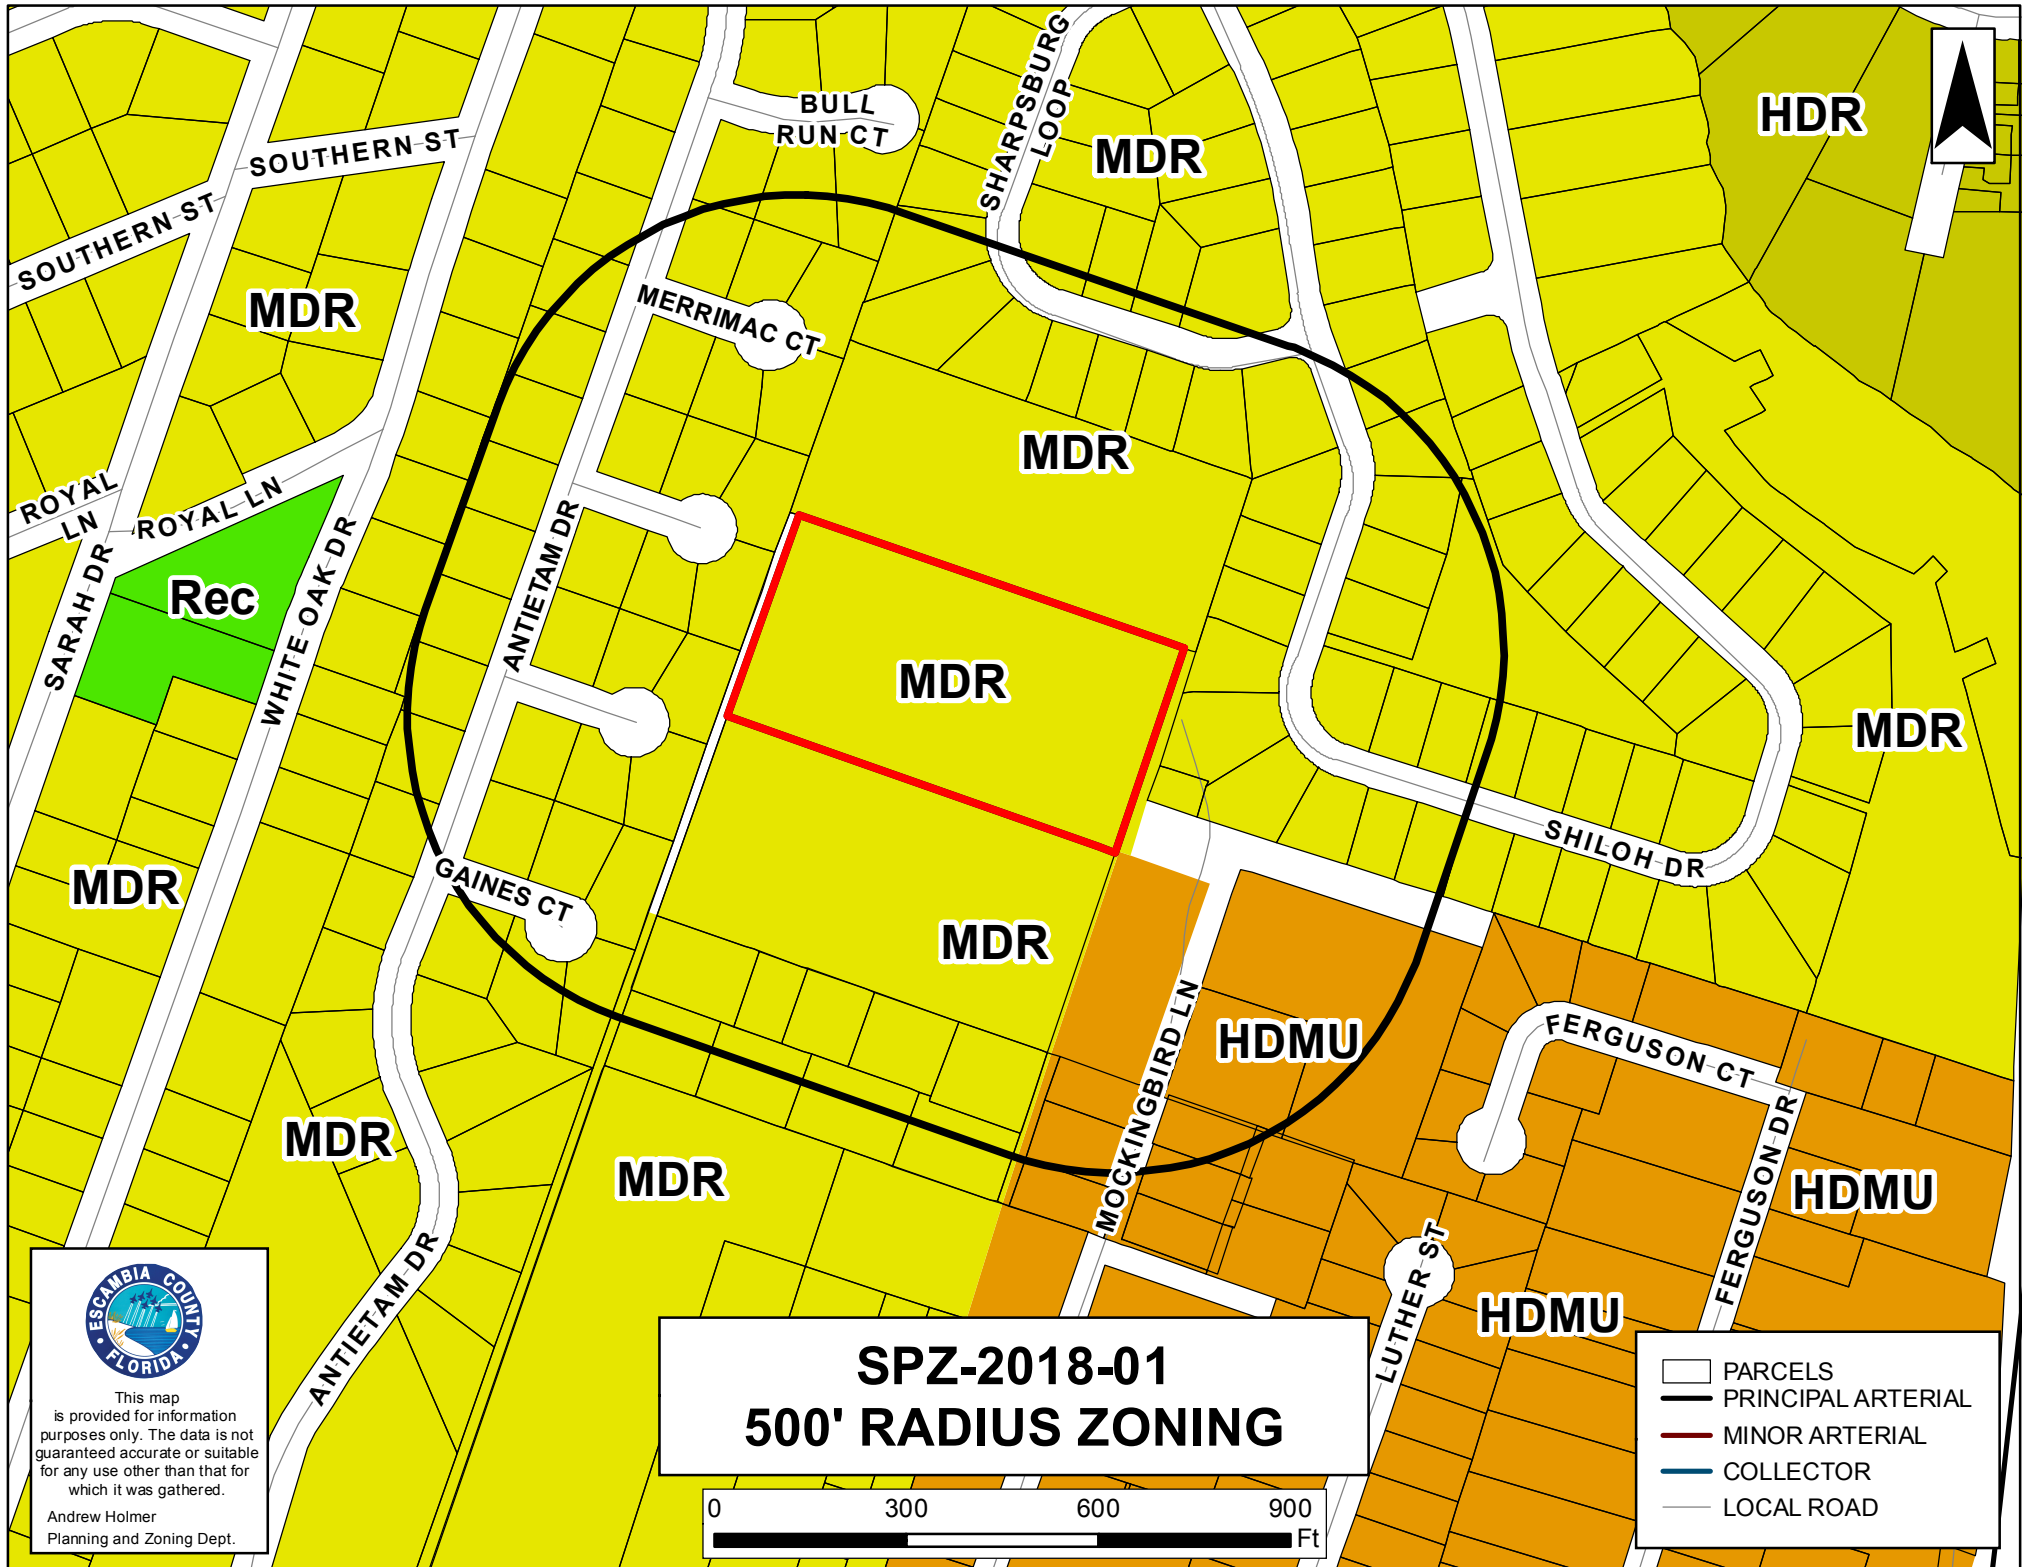 BULL
RUN CT
SHARPSBURG
LOOP
MDR
HDR
SOUTHERN ST
SOUTHERN ST
MDR
MERRIMAC CT
MDR
ROYAL
LN
ROYAL LN
Rec
SARAH DR
WHITE OAK DR
ANTIETAM DR
MDR
MDR
SHILOH DR
MDR
GAINES CT
MDR
MOCKINGBIRD LN
HDMU
FERGUSON CT
FERGUSON DR
HDMU
MDR
MDR
ANTIETAM DR
LUTHER ST
HDMU
ESCAMBIA COUNTY
FLORIDA
This map
is provided for information
purposes only. The data is not
guaranteed accurate or suitable
for any use other than that for
which it was gathered.
Andrew Holmer
Planning and Zoning Dept.
SPZ-2018-01
500' RADIUS ZONING
0 300 600 900
Ft
PARCELS
PRINCIPAL ARTERIAL
MINOR ARTERIAL
COLLECTOR
LOCAL ROAD